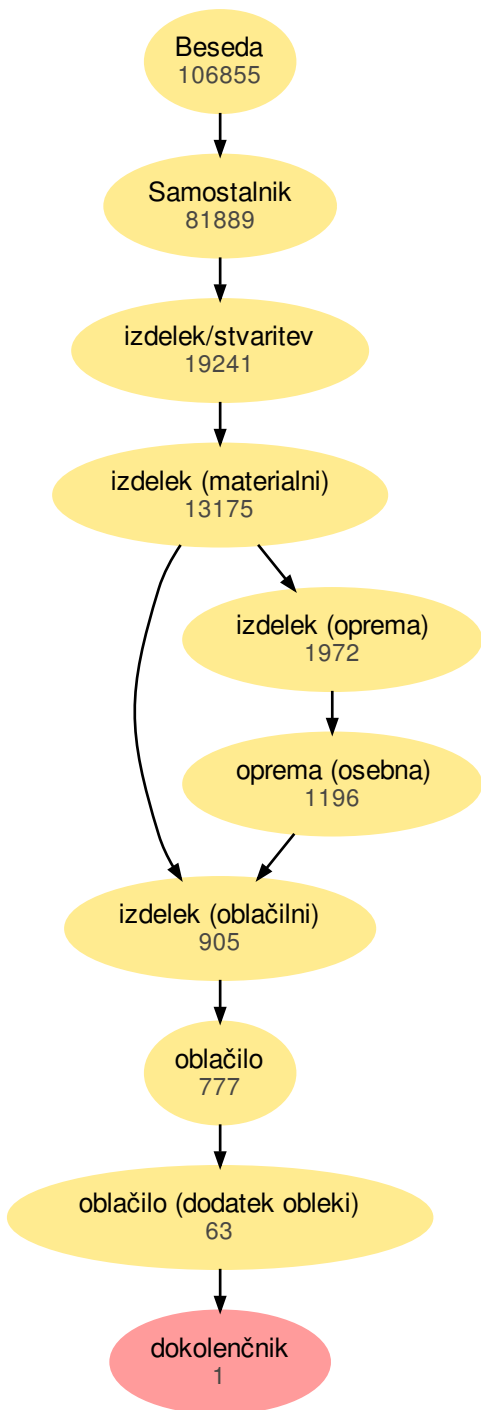 Beseda
106855
Samostalnik
81889
izdelek/stvaritev
19241
izdelek (materialni)
13175
izdelek (oprema)
1972
oprema (osebna)
1196
izdelek (oblačilni)
905
oblačilo
777
oblačilo (dodatek obleki)
63
dokolenčnik
1